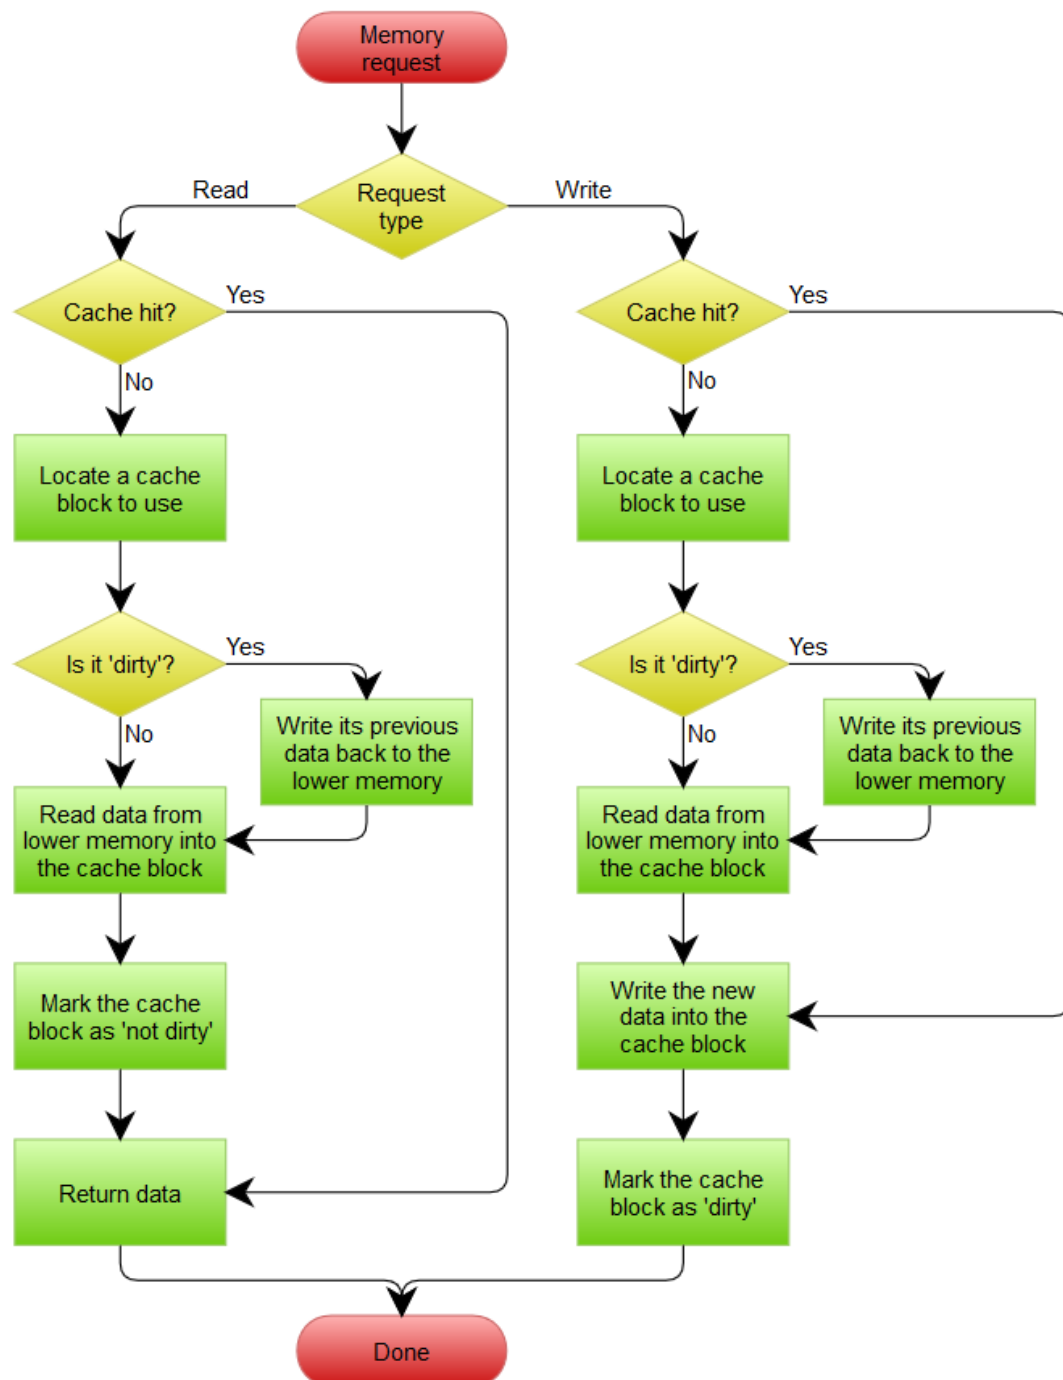 Memory
request
Request
type
Read
Write
Cache hit?
Yes
No
Locate a cache
block to use
Is it 'dirty'?
Yes
No
Write its previous
data back to the
lower memory
Read data from
lower memory into
the cache block
Mark the cache
block as 'not dirty'
Return data
Cache hit?
Yes
No
Locate a cache
block to use
Is it 'dirty'?
Yes
No
Write its previous
data back to the
lower memory
Read data from
lower memory into
the cache block
Write the new
data into the
cache block
Mark the cache
block as 'dirty'
Done